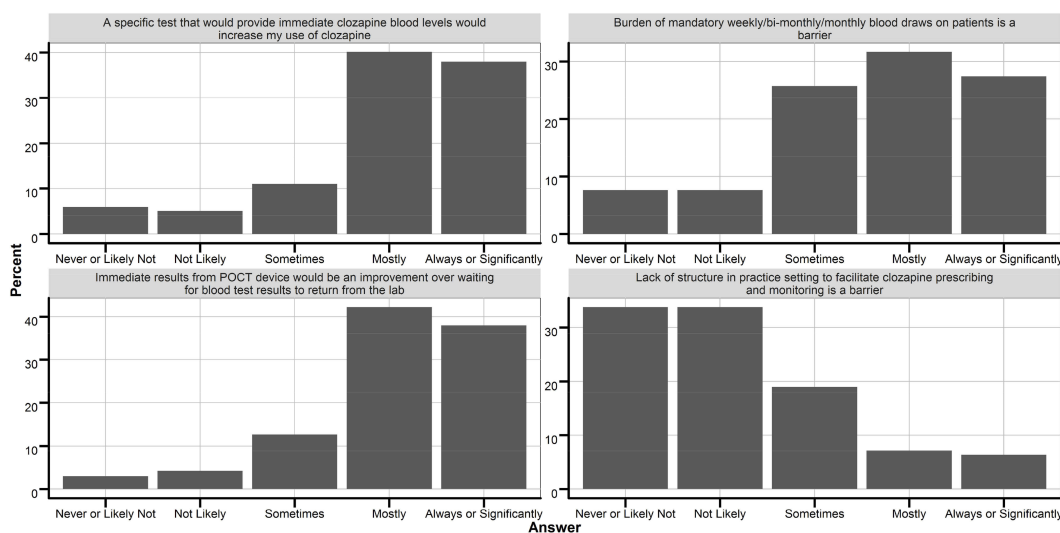 A specific test that would provide immediate clozapine blood levels would
increase my use of clozapine
40
30
20
10
0
Never or Likely Not
Not Likely
Sometimes
Mostly
Always or Significantly
Burden of mandatory weekly/bi-monthly/monthly blood draws on patients is a
barrier
30
20
10
0
Never or Likely Not
Not Likely
Sometimes
Mostly
Always or Significantly
Percent
Immediate results from POCT device would be an improvement over waiting
for blood test results to return from the lab
40
30
20
10
0
Never or Likely Not
Not Likely
Sometimes
Mostly
Always or Significantly
Lack of structure in practice setting to facilitate clozapine prescribing
and monitoring is a barrier
30
20
10
0
Never or Likely Not
Not Likely
Sometimes
Mostly
Always or Significantly
Answer